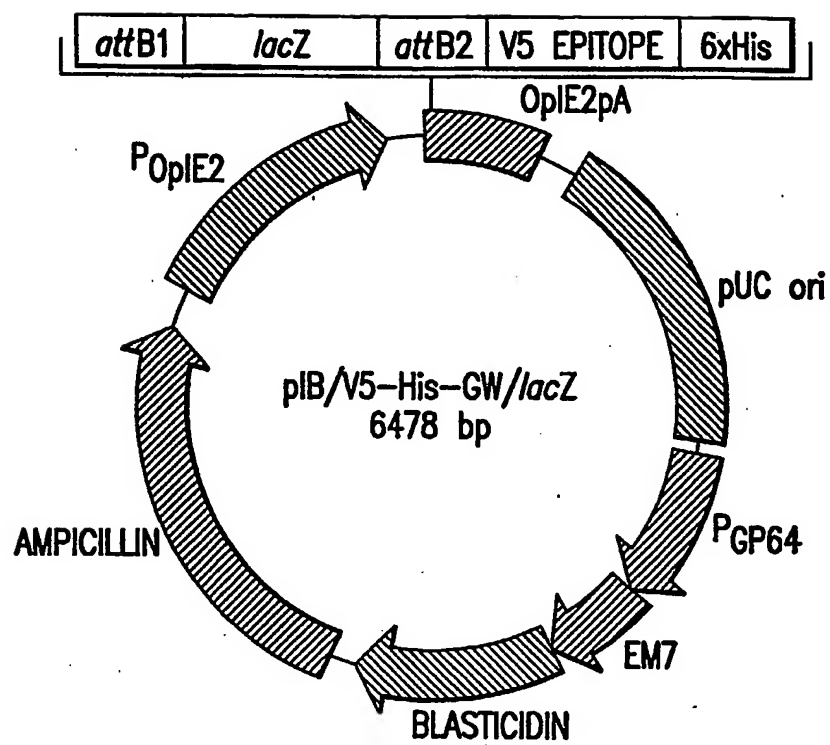 attB1 lacZ attB2 V5 EPITOPE 6xHis
OpIE2pA
POpIE2
pUC ori
pIB/V5-His-GW/lacZ
6478 bp
PGP64
AMPICILLIN
EM7
BLASTICIDIN